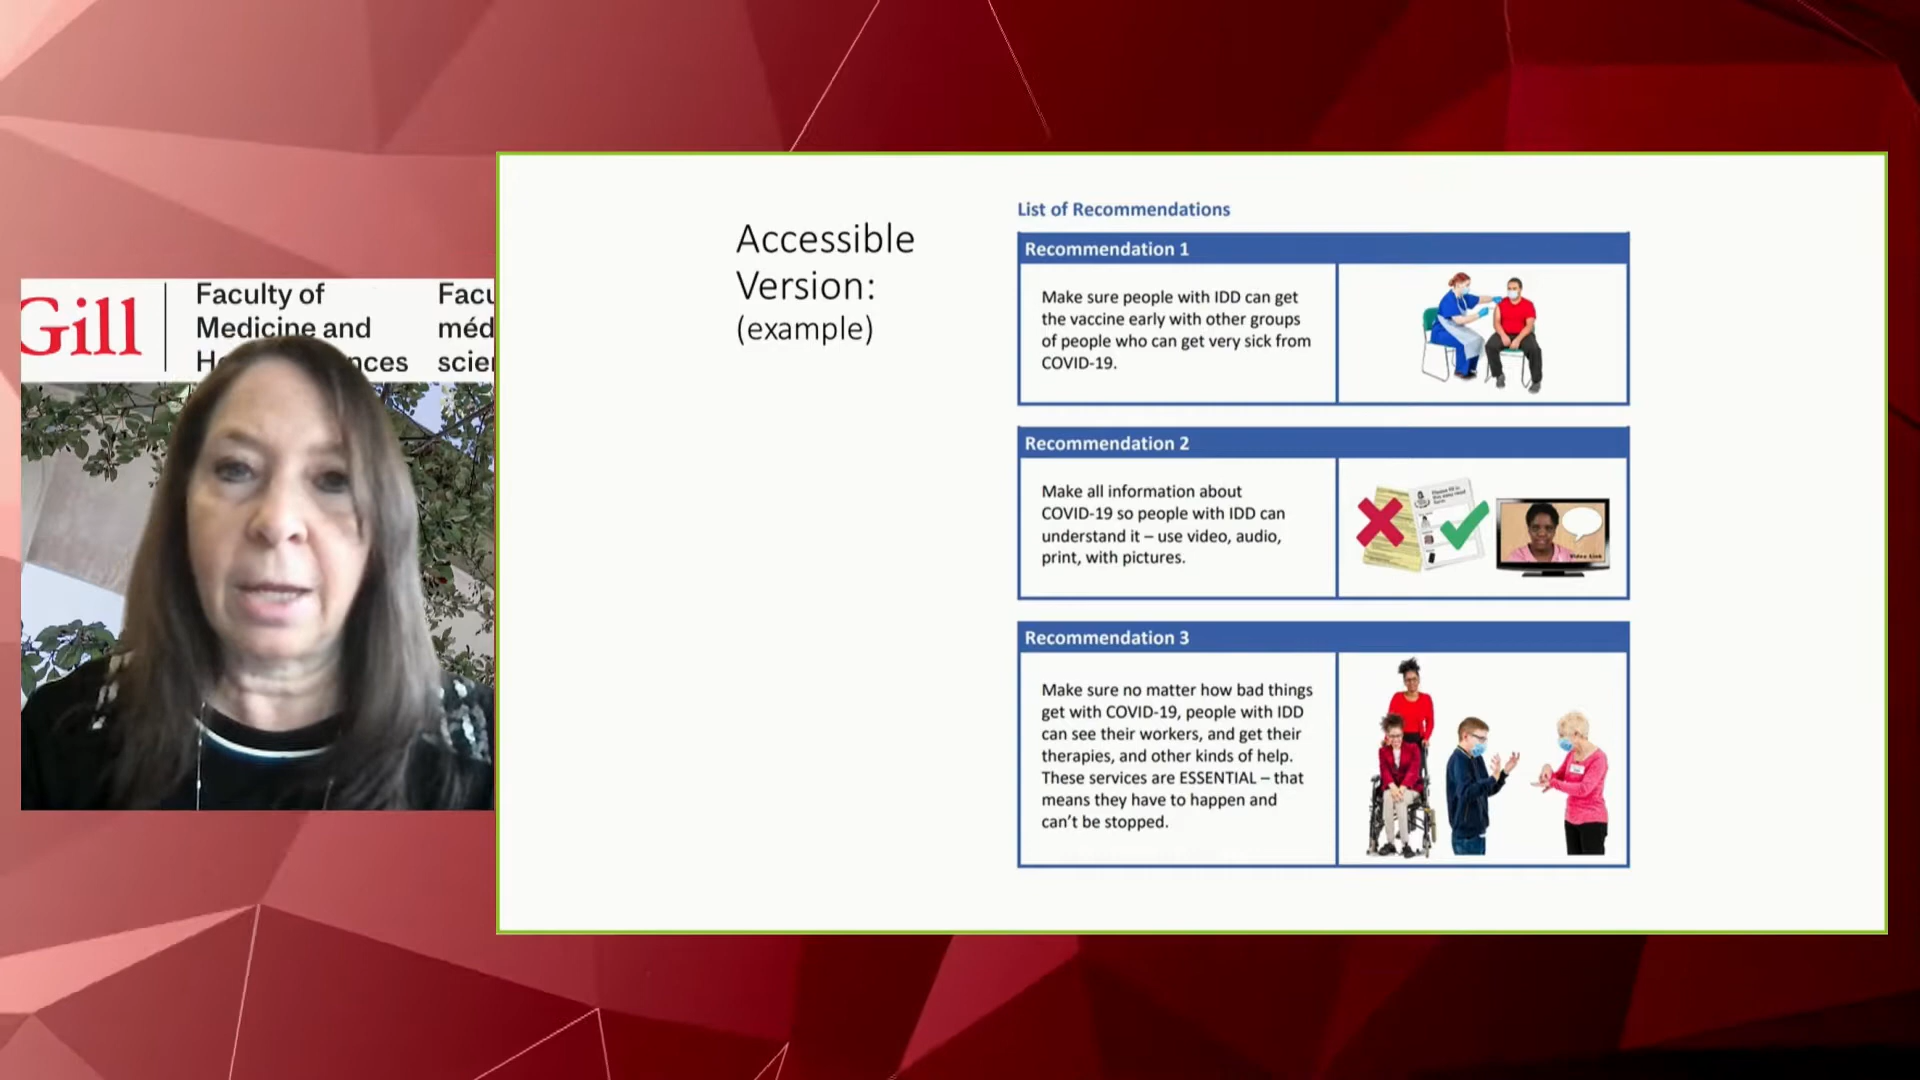 Gill
Faculty of
Medicine and
Facu
méd
scier
Accessible
Version:
(example)
List of Recommendations
Recommendation 1
Make sure people with IDD can get
the vaccine early with other groups
of people who can get very sick from
COVID-19.
Recommendation 2
Make all information about
COVID-19 so people with IDD can
understand it – use video, audio,
print, with pictures.
Video Link
Recommendation 3
Make sure no matter how bad things
get with COVID-19, people with IDD
can see their workers, and get their
therapies, and other kinds of help.
These services are ESSENTIAL – that
means they have to happen and
can't be stopped.